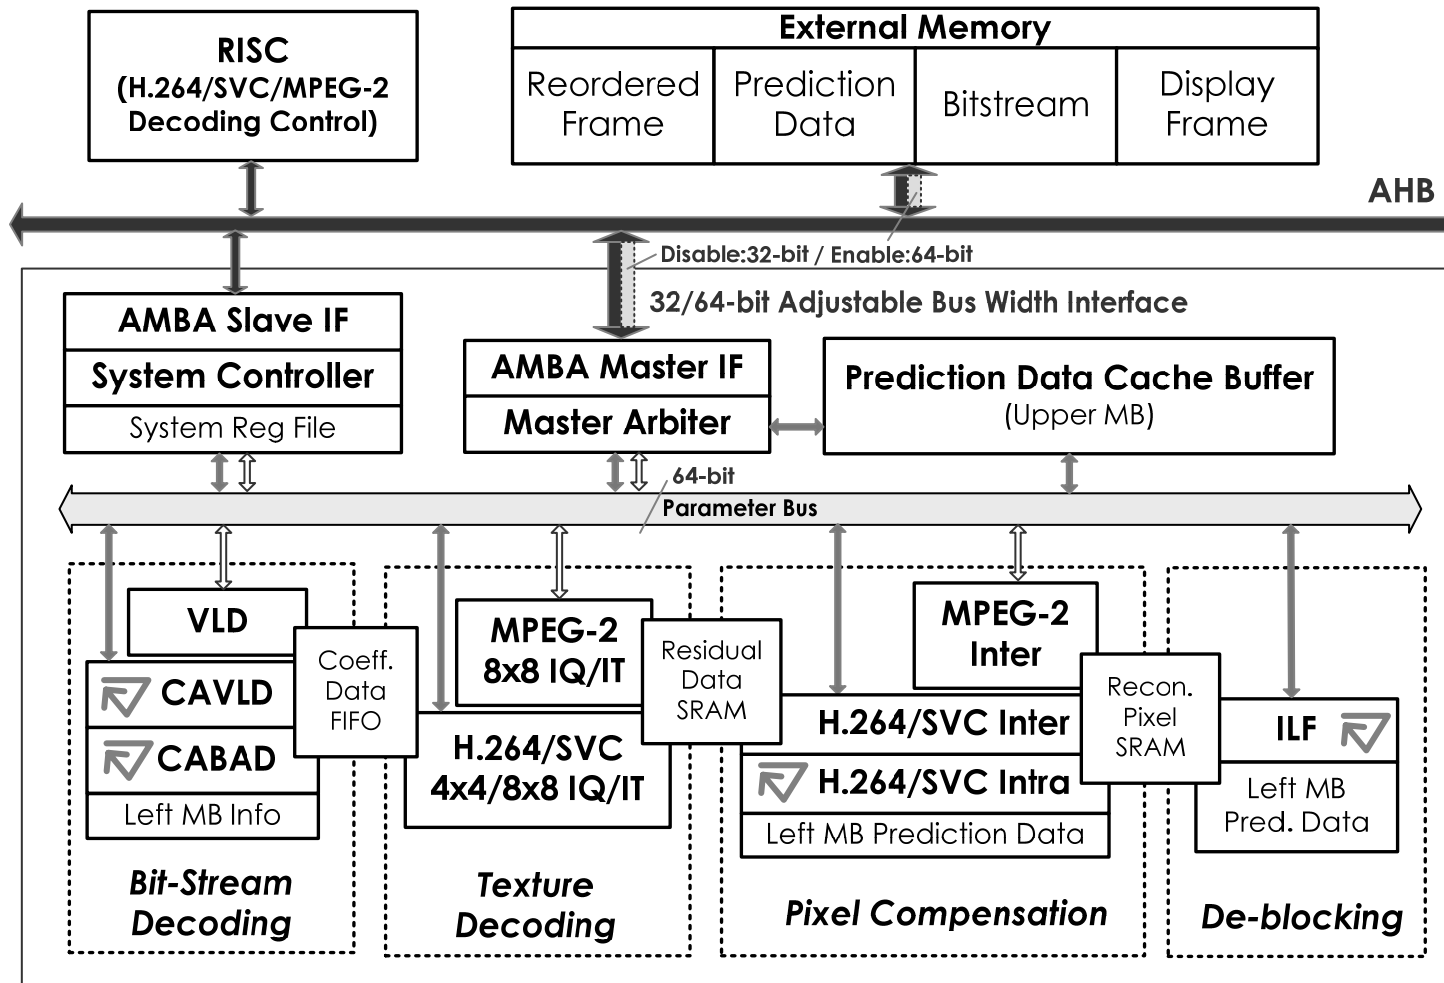 RISC
(H.264/SVC/MPEG-2
Decoding Control)
External Memory
Reordered
Frame
Prediction
Data
Bitstream
Display
Frame
AHB
Disable:32-bit / Enable:64-bit
32/64-bit Adjustable Bus Width Interface
AMBA Slave IF
System Controller
System Reg File
AMBA Master IF
Master Arbiter
Prediction Data Cache Buffer
(Upper MB)
64-bit
Parameter Bus
VLD
CAVLD
CABAD
Left MB Info
Bit-Stream
Decoding
Coeff.
Data
FIFO
MPEG-2
8x8 IQ/IT
H.264/SVC
4x4/8x8 IQ/IT
Texture
Decoding
Residual
Data
SRAM
MPEG-2
Inter
H.264/SVC Inter
H.264/SVC Intra
Left MB Prediction Data
Pixel Compensation
Recon.
Pixel
SRAM
ILF
Left MB
Pred. Data
De-blocking